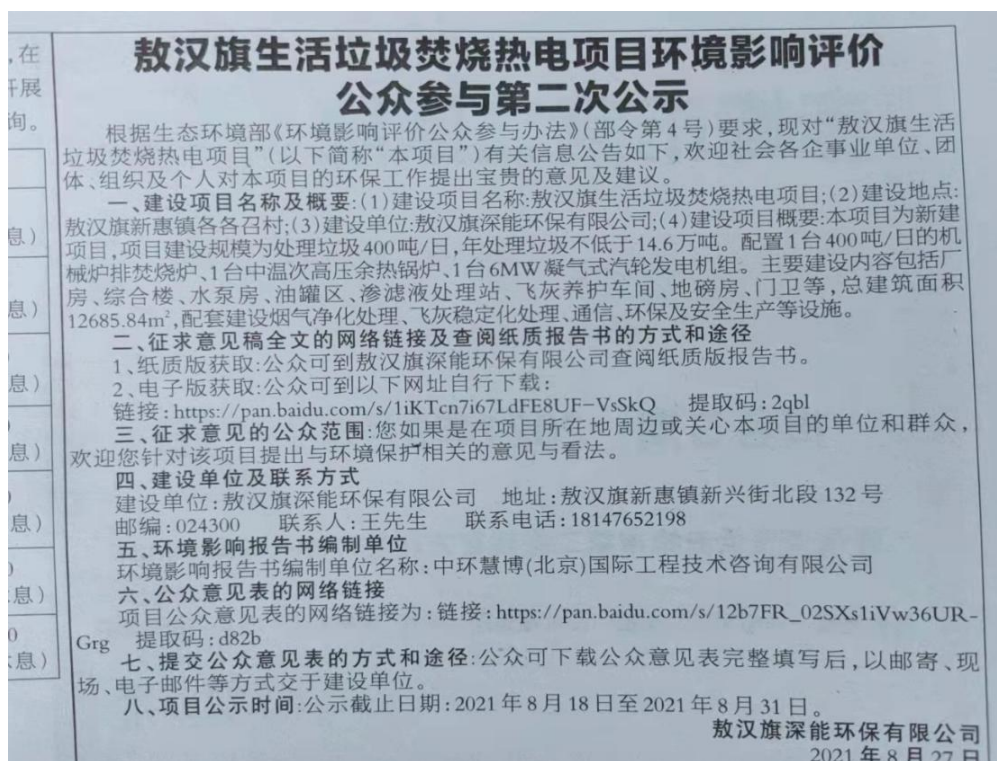 ,在
开展
询。
息)
息)
息)
息)
息)
息)
0
息)
敖汉旗生活垃圾焚烧热电项目环境影响评价
公众参与第二次公示
根据生态环境部《环境影响评价公众参与办法》(部令第4号)要求,现对“敖汉旗生活
垃圾焚烧热电项目”(以下简称“本项目”)有关信息公告如下,欢迎社会各企事业单位、团
体、组织及个人对本项目的环保工作提出宝贵的意见及建议。
一、建设项目名称及概要:(1)建设项目名称:敖汉旗生活垃圾焚烧热电项目;(2)建设地点:
敖汉旗新惠镇各各召村;(3)建设单位:敖汉旗深能环保有限公司;(4)建设项目概要:本项目为新建
项目,项目建设规模为处理垃圾400吨/日,年处理垃圾不低于14.6万吨。配置1台400吨/日的机
械炉排焚烧炉、1台中温次高压余热锅炉、1台6MW凝气式汽轮发电机组。主要建设内容包括厂
房、综合楼、水泵房、油罐区、渗滤液处理站、飞灰养护车间、地磅房、门卫等,总建筑面积
12685.84m²,配套建设烟气净化处理、飞灰稳定化处理、通信、环保及安全生产等设施。
二、征求意见稿全文的网络链接及查阅纸质报告书的方式和途径
1、纸质版获取:公众可到敖汉旗深能环保有限公司查阅纸质版报告书。
2、电子版获取:公众可到以下网址自行下载:
链接:https://pan.baidu.com/s/1iKTcn7i67LdFE8UF-VsSkQ 提取码:2qbl
三、征求意见的公众范围:您如果是在项目所在地周边或关心本项目的单位和群众,
欢迎您针对该项目提出与环境保护相关的意见与看法。
四、建设单位及联系方式
建设单位:敖汉旗深能环保有限公司 地址:敖汉旗新惠镇新兴街北段132号
邮编:024300 联系人:王先生 联系电话:18147652198
五、环境影响报告书编制单位
环境影响报告书编制单位名称:中环慧博(北京)国际工程技术咨询有限公司
六、公众意见表的网络链接
项目公众意见表的网络链接为:链接:https://pan.baidu.com/s/12b7FR_02SXs1iVw36UR-
Grg 提取码:d82b
七、提交公众意见表的方式和途径:公众可下载公众意见表完整填写后,以邮寄、现
场、电子邮件等方式交于建设单位。
八、项目公示时间:公示截止日期:2021年8月18日至2021年8月31日。
敖汉旗深能环保有限公司
2021年8月27日